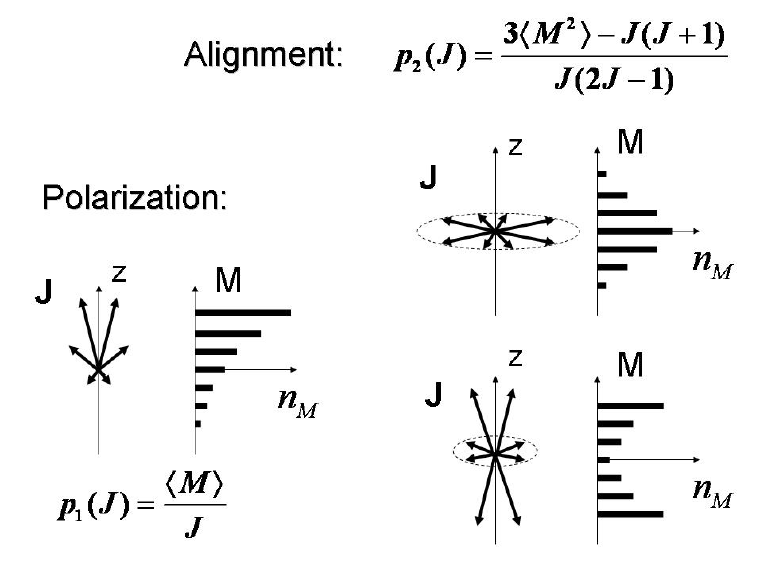 Alignment: p₂(J) = (3⟨M²⟩ − J(J + 1)) / (J(2J − 1))
Polarization:
z
M
J
n_M
z
M
J
n_M
z
M
J
n_M
p₁(J) = ⟨M⟩ / J